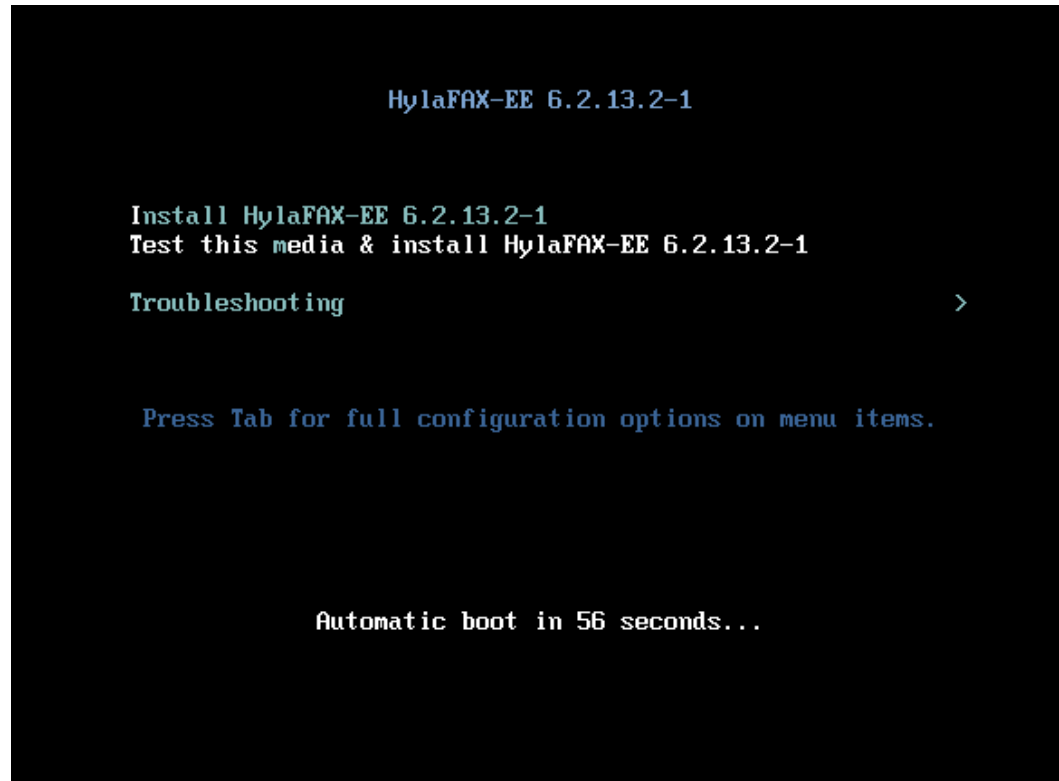 HylaFAX-EE 6.2.13.2-1
Install HylaFAX-EE 6.2.13.2-1
Test this media & install HylaFAX-EE 6.2.13.2-1
Troubleshooting >
Press Tab for full configuration options on menu items.
Automatic boot in 56 seconds...